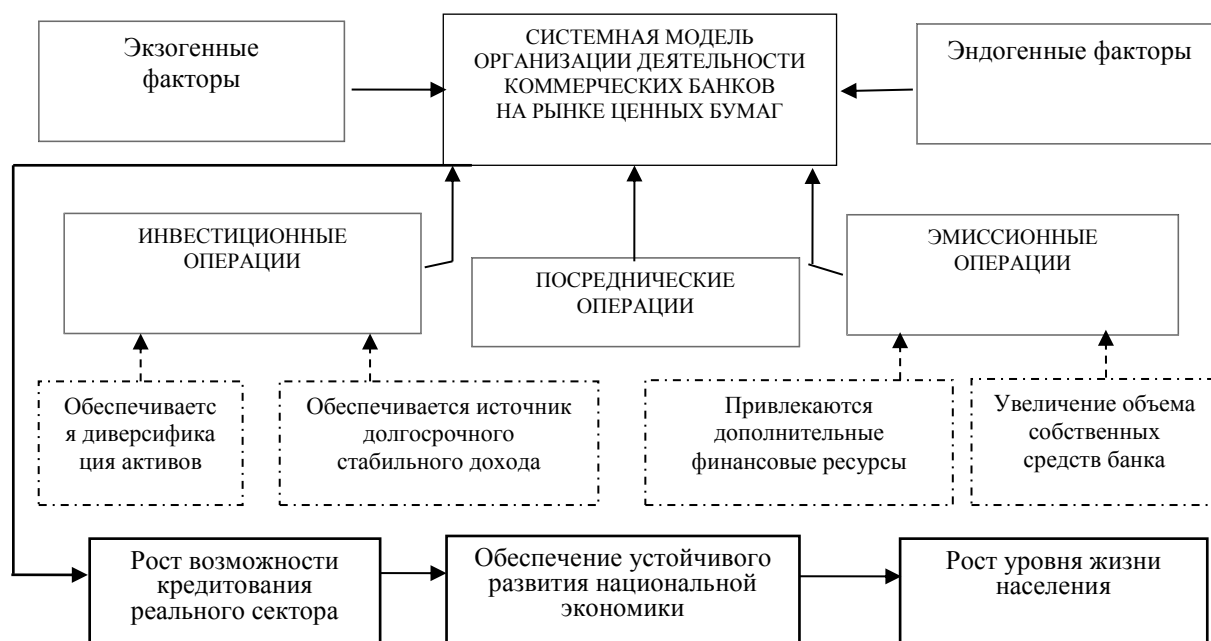 Экзогенные
факторы
СИСТЕМНАЯ МОДЕЛЬ
ОРГАНИЗАЦИИ ДЕЯТЕЛЬНОСТИ
КОММЕРЧЕСКИХ БАНКОВ
НА РЫНКЕ ЦЕННЫХ БУМАГ
Эндогенные факторы
ИНВЕСТИЦИОННЫЕ
ОПЕРАЦИИ
ПОСРЕДНИЧЕСКИЕ
ОПЕРАЦИИ
ЭМИССИОННЫЕ
ОПЕРАЦИИ
Обеспечиваетс
я диверсифика
ция активов
Обеспечивается источник
долгосрочного
стабильного дохода
Привлекаются
дополнительные
финансовые ресурсы
Увеличение объема
собственных
средств банка
Рост возможности
кредитования
реального сектора
Обеспечение устойчивого
развития национальной
экономики
Рост уровня жизни
населения